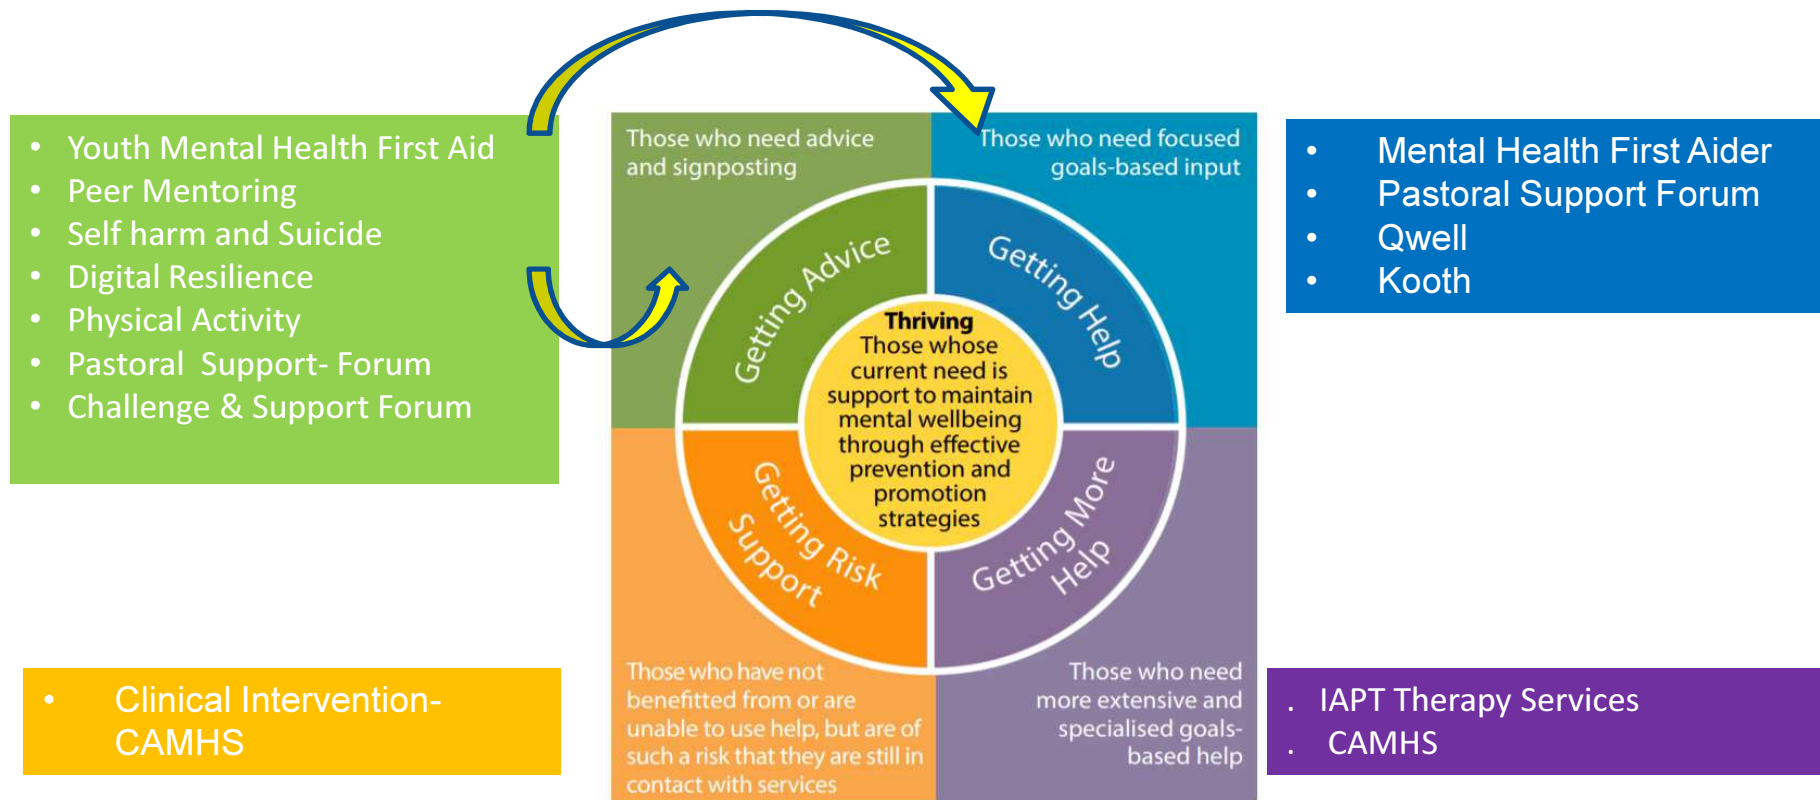 • Youth Mental Health First Aid
• Peer Mentoring
• Self harm and Suicide
• Digital Resilience
• Physical Activity
• Pastoral  Support- Forum
• Challenge & Support Forum
Those who need advice
and signposting
Those who need focused
goals-based input
Getting Advice
Getting Help
Thriving
Those whose
current need is
support to maintain
mental wellbeing
through effective
prevention and
promotion
strategies
Getting Risk
Support
Getting More
Help
Those who have not
benefitted from or are
unable to use help, but are of
such a risk that they are still in
contact with services
Those who need
more extensive and
specialised goals-
based help
• Mental Health First Aider
• Pastoral Support Forum
• Qwell
• Kooth
• Clinical Intervention-
CAMHS
. IAPT Therapy Services
. CAMHS